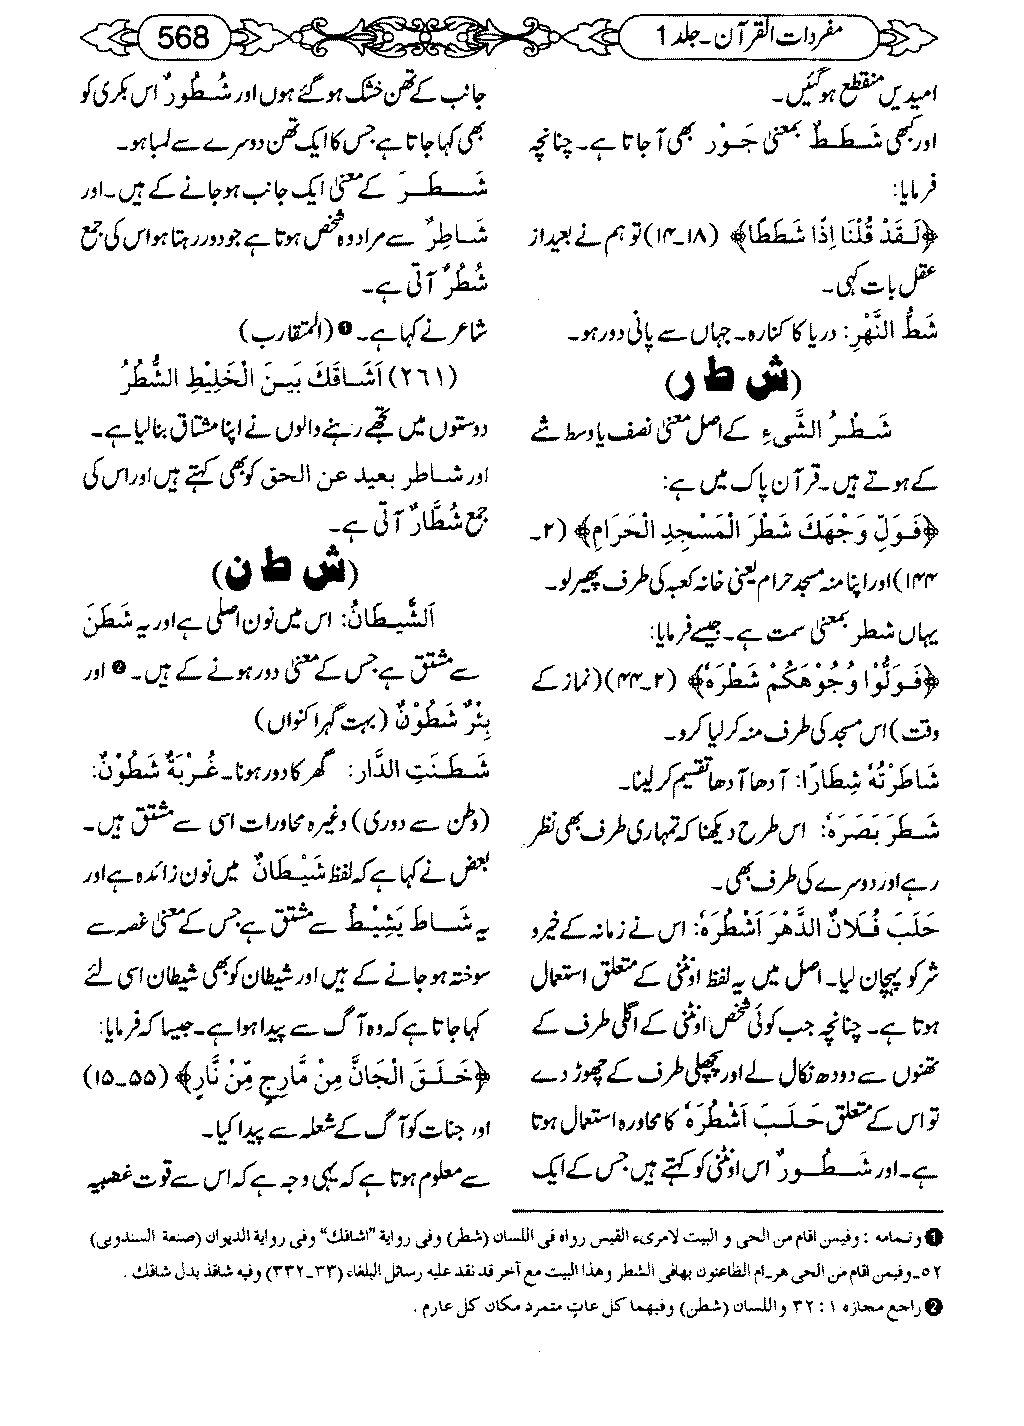 مفردات القرآن۔جلد 1
568
امیدیں منقطع ہوگئیں۔
اور کبھی شَطَطٌ بمعنی جَوْر بھی آجاتا ہے۔ چنانچہ
فرمایا:
﴿لَقَدْ قُلْنَا اِذًا شَطَطًا﴾ (۱۸۔۱۴) تو ہم نے بعید از
عقل بات کہی۔
شَطُّ النَّهْرِ: دریا کا کنارہ۔ جہاں سے پانی دور ہو۔
(ش ط ر)
شَطْرُ الشَّیْءِ کے اصل معنی نصف یا وسط شے
کے ہوتے ہیں۔ قرآن پاک میں ہے:
﴿فَوَلِّ وَجْهَكَ شَطْرَ الْمَسْجِدِ الْحَرَامِ﴾ (۲۔
۱۴۴) اور اپنا منہ مسجد حرام یعنی خانہ کعبہ کی طرف پھیر لو۔
یہاں شطر بمعنی سمت ہے۔ جیسے فرمایا:
﴿فَوَلُّوْا وُجُوْهَكُمْ شَطْرَهٗ﴾ (۲۔۴۴) (نماز کے
وقت) اس مسجد کی طرف منہ کر لیا کرو۔
شَاطَرْتُهٗ شِطَارًا: آدھا آدھا تقسیم کر لینا۔
شَطَرَ بَصَرَهٗ: اس طرح دیکھنا کہ تمہاری طرف بھی نظر
رہے اور دوسرے کی طرف بھی۔
حَلَبَ فُلَانٌ الدَّهْرَ اَشْطُرَهٗ: اس نے زمانہ کے خیر و
شر کو پہچان لیا۔ اصل میں یہ لفظ اونٹنی کے متعلق استعمال
ہوتا ہے۔ چنانچہ جب کوئی شخص اونٹنی کے اگلی طرف کے
تھنوں سے دودھ نکال لے اور پچھلی طرف کے چھوڑ دے
تو اس کے متعلق حَلَبَ اَشْطُرَهٗ کا محاورہ استعمال ہوتا
ہے۔ اور شَطُورٌ اس اونٹنی کو کہتے ہیں جس کے ایک
جانب کے تھن خشک ہوگئے ہوں اور شُطُورٌ اس بکری کو
بھی کہا جاتا ہے جس کا ایک تھن دوسرے سے لمبا ہو۔
شَطَرَ کے معنی ایک جانب ہوجانے کے ہیں۔ اور
شَاطِرٌ سے مراد وہ شخص ہوتا ہے جو دور رہتا ہو اس کی جمع
شُطُرٌ آتی ہے۔
شاعر نے کہا ہے۔❶ (المتقارب)
(۲٦۱) اَشَاقَكَ بَيْنَ الْخَلِيْطِ الشُّطُرُ
دوستوں میں تجھے رہنے والوں نے اپنا مشتاق بنالیا ہے۔
اور شاطر بعید عن الحق کو بھی کہتے ہیں اور اس کی
جمع شُطَّارٌ آتی ہے۔
(ش ط ن)
اَلشَّيْطَانُ: اس میں نون اصلی ہے اور یہ شَطَنَ
سے مشتق ہے جس کے معنی دور ہونے کے ہیں۔❷ اور
بِئْرٌ شَطُوْنٌ (بہت گہرا کنواں)
شَطَنَتِ الدَّار: گھر کا دور ہونا۔ غُرْبَةٌ شَطُوْنٌ:
(وطن سے دوری) وغیرہ محاورات اسی سے مشتق ہیں۔
بعض نے کہا ہے کہ لفظ شَيْطَانٌ میں نون زائدہ ہے اور
یہ شَاطَ يَشِيْطُ سے مشتق ہے جس کے معنی غصہ سے
سوختہ ہوجانے کے ہیں اور شیطان کو بھی شیطان اسی لئے
کہا جاتا ہے کہ وہ آگ سے پیدا ہوا ہے۔ جیسا کہ فرمایا:
﴿خَلَقَ الْجَانَّ مِنْ مَّارِجٍ مِّنْ نَّارٍ﴾ (۵۵۔۱۵)
اور جنات کو آگ کے شعلہ سے پیدا کیا۔
سے معلوم ہوتا ہے کہ یہی وجہ ہے کہ اس سے قوت غضبیہ
❶ وتمامه : وفیمن اقام من الحی و البیت لامریٔ القیس رواہ فی اللسان (شطر) وفی روایة "اشاقك" وفی روایة الدیوان (صنعة السندوبی)
۵۲۔وفیمن اقام من الحی ھر۔ام الظاعنون بھافی الشطر وھذا البیت مع آخر قد نقد علیه رسائل البلغاء (۳۳۔۳۳۲) وفیه شاقذ بدل شاقك .
❷ راجع مجازه ۱ : ۳۲ و اللسان (شطن) وفیھما کل عاتٍ متمرد مکان کل عارم .